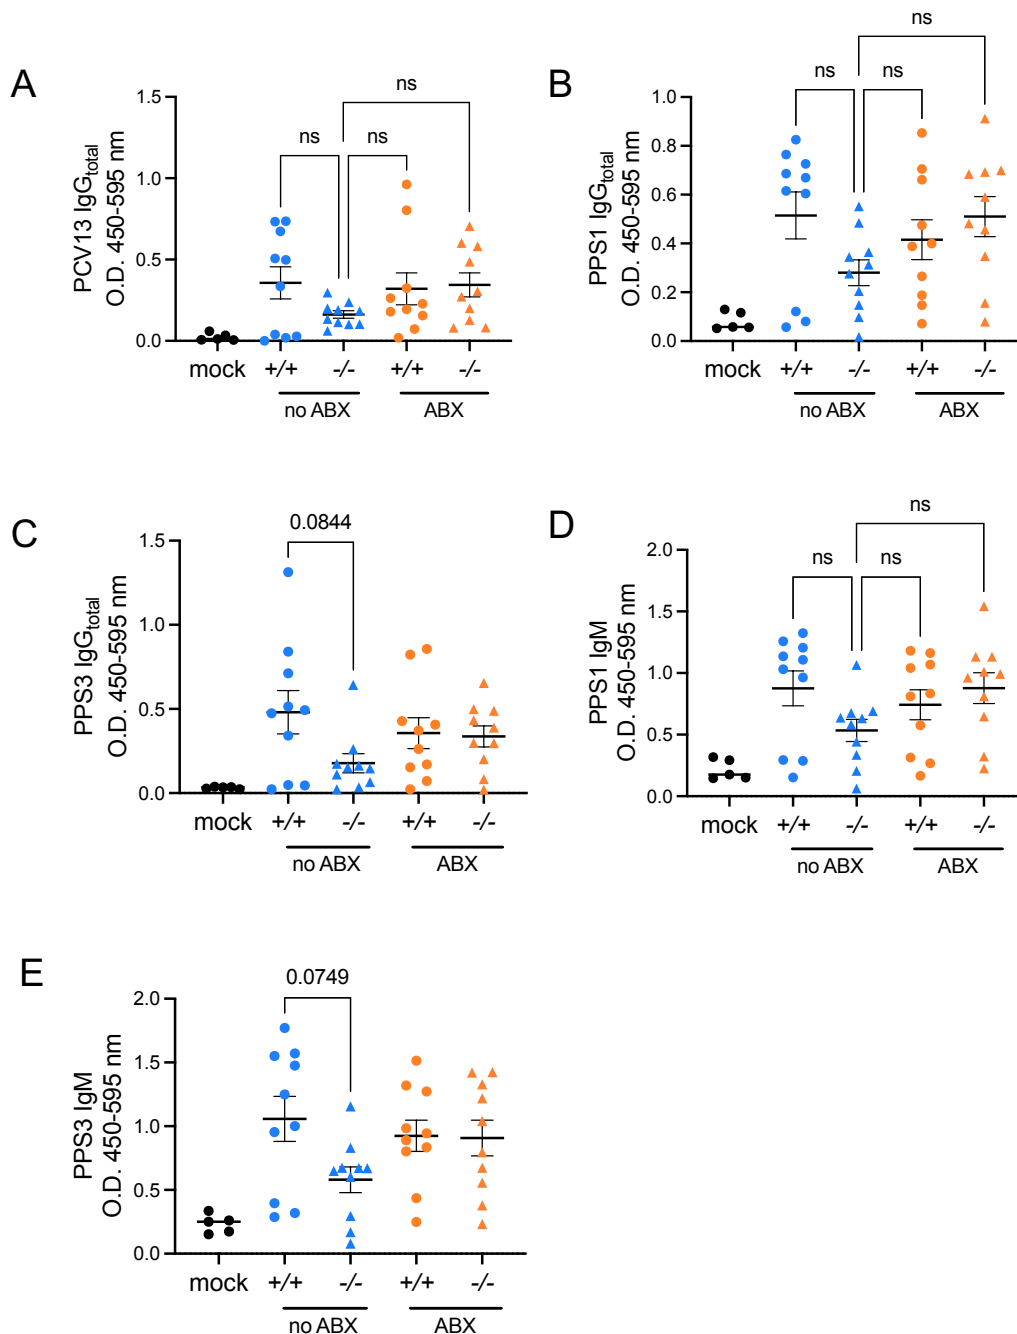 A
PCV13 IgGtotal
O.D. 450-595 nm
1.5
1.0
0.5
0.0
ns
ns
ns
mock
+/+
-/-
+/+
-/-
no ABX
ABX
B
PPS1 IgGtotal
O.D. 450-595 nm
1.0
0.8
0.6
0.4
0.2
0.0
ns
ns
ns
mock
+/+
-/-
+/+
-/-
no ABX
ABX
C
PPS3 IgGtotal
O.D. 450-595 nm
1.5
1.0
0.5
0.0
0.0844
mock
+/+
-/-
+/+
-/-
no ABX
ABX
D
PPS1 IgM
O.D. 450-595 nm
2.0
1.5
1.0
0.5
0.0
ns
ns
ns
mock
+/+
-/-
+/+
-/-
no ABX
ABX
E
PPS3 IgM
O.D. 450-595 nm
2.0
1.5
1.0
0.5
0.0
0.0749
mock
+/+
-/-
+/+
-/-
no ABX
ABX